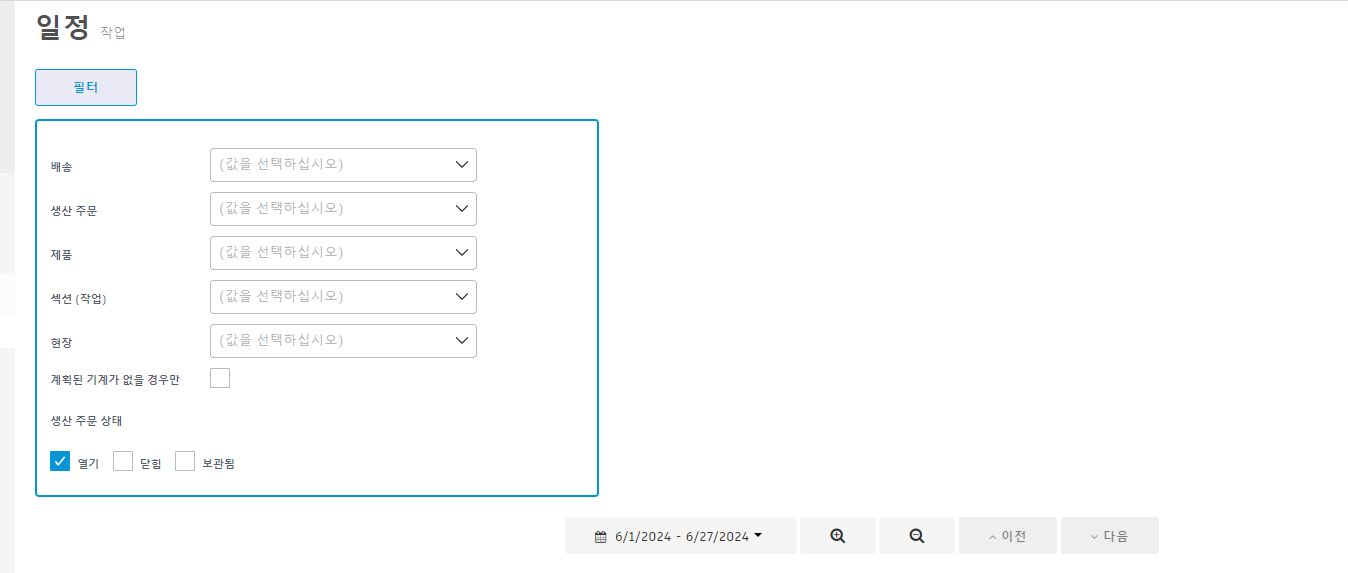 일정 작업
필터
배송 (값을 선택하십시오)
생산 주문 (값을 선택하십시오)
제품 (값을 선택하십시오)
섹션 (작업) (값을 선택하십시오)
현장 (값을 선택하십시오)
계획된 기계가 없을 경우만
생산 주문 상태
열기 닫힘 보관됨
6/1/2024 - 6/27/2024 이전 다음